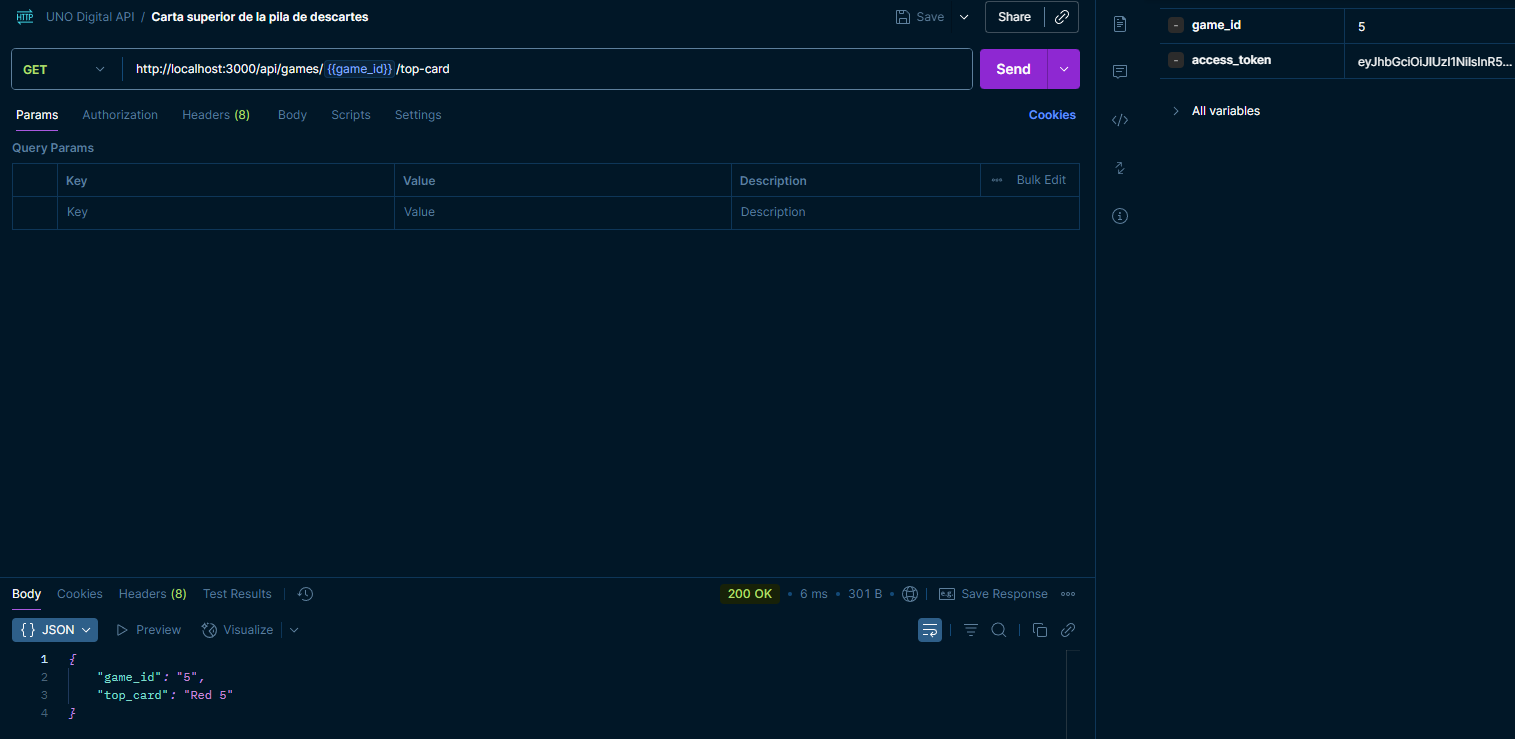 HTTP UNO Digital API / Carta superior de la pila de descartes Save Share
GET http://localhost:3000/api/games/{{game_id}}/top-card Send
Params Authorization Headers (8) Body Scripts Settings Cookies
Query Params
Key Value Description ••• Bulk Edit
Key Value Description
- game_id 5
- access_token eyJhbGciOiJIUzI1NiIsInR5...
All variables
Body Cookies Headers (8) Test Results 200 OK • 6 ms • 301 B • e.g. Save Response
{} JSON Preview Visualize
1 {
2 "game_id": "5",
3 "top_card": "Red 5"
4 }